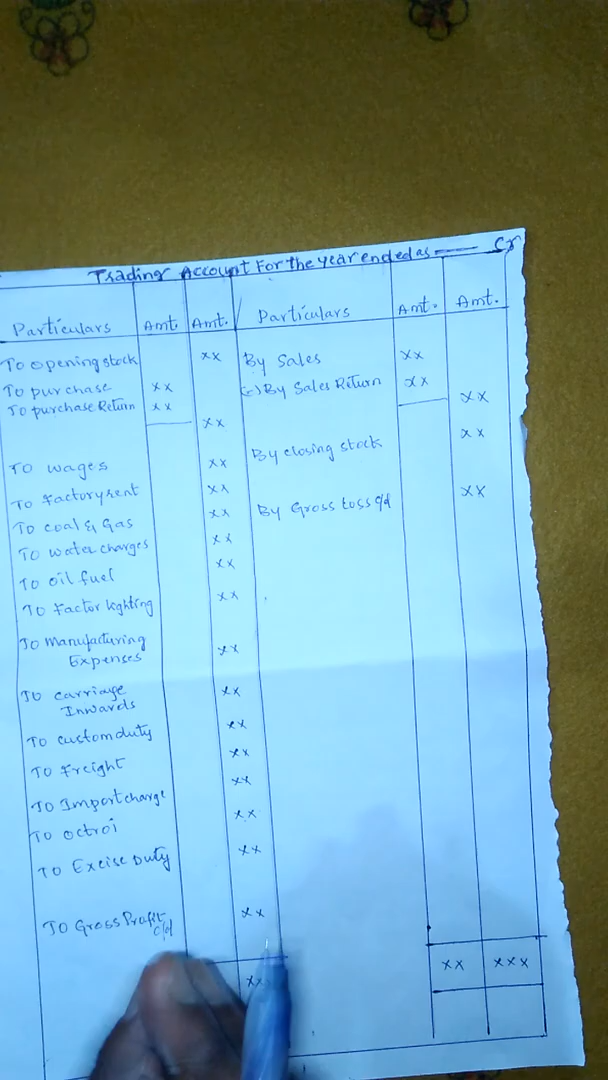 Trading Account For the year ended as — Cr
Particulars Amt. Amt. Particulars Amt. Amt.
To opening stock xx By Sales xx
To purchase xx (-) By Sales Return xx
xx
To purchase Return xx
xx
xx
By closing stock
To wages xx
To Factory rent xx By Gross Loss c/d xx
To coal & Gas xx
To water charges xx
To oil fuel xx
To Factor lighting xx
To Manufacturing
Expenses xx
To carriage xx
Inwards
To custom duty xx
To Freight xx
To Import charge xx
To octroi xx
To Excise Duty xx
To Gross Profit xx
c/d
xx xx xxx